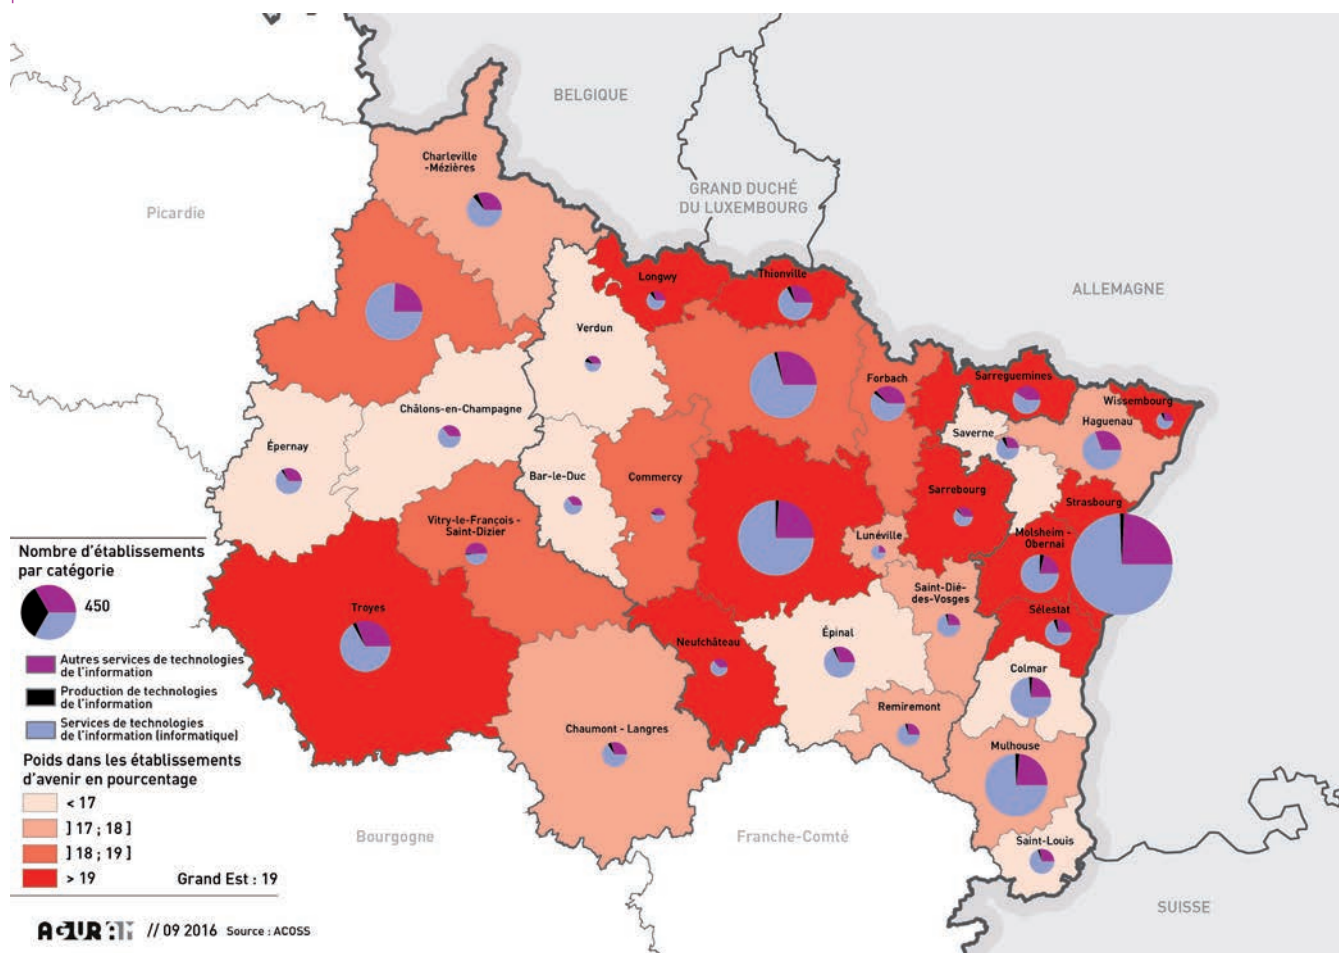 BELGIQUE
Charleville
-Mézières
GRAND DUCHÉ
DU LUXEMBOURG
Picardie
ALLEMAGNE
Longwy
Thionville
Verdun
Forbach
Sarreguemines
Wissembourg
Haguenau
Saverne
Châlons-en-Champagne
Épernay
Bar-le-Duc
Commercy
Sarrebourg
Strasbourg
Vitry-le-François -
Saint-Dizier
Lunéville
Molsheim -
Obernai
Saint-Dié-
des-Vosges
Troyes
Sélestat
Neufchâteau
Épinal
Colmar
Remiremont
Chaumont - Langres
Mulhouse
Saint-Louis
Bourgogne
Franche-Comté
SUISSE
Nombre d'établissements
par catégorie
450
Autres services de technologies
de l'information
Production de technologies
de l'information
Services de technologies
de l'information (informatique)
Poids dans les établissements
d'avenir en pourcentage
< 17
] 17 ; 18 ]
] 18 ; 19 ]
> 19
Grand Est : 19
// 09 2016 Source : ACOSS